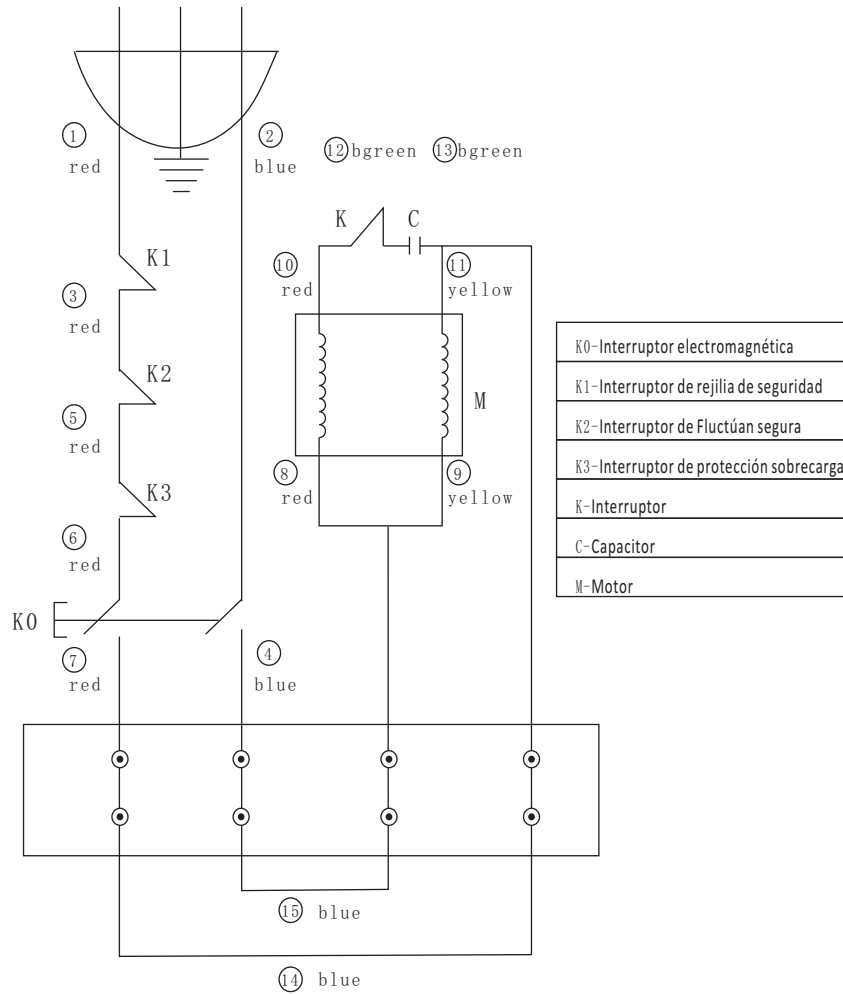 ① ②
red blue
⑫bgreen ⑬bgreen
K C
K1
⑩ ⑪
red yellow
③
red
K2
M
⑤
red
⑧ ⑨
red yellow
K3
⑥
red
K0
⑦ ④
red blue
⑮ blue
⑭ blue
K0-Interruptor electromagnética
K1-Interruptor de rejilia de seguridad
K2-Interruptor de Fluctúan segura
K3-Interruptor de protección sobrecarga
K-Interruptor
C-Capacitor
M-Motor